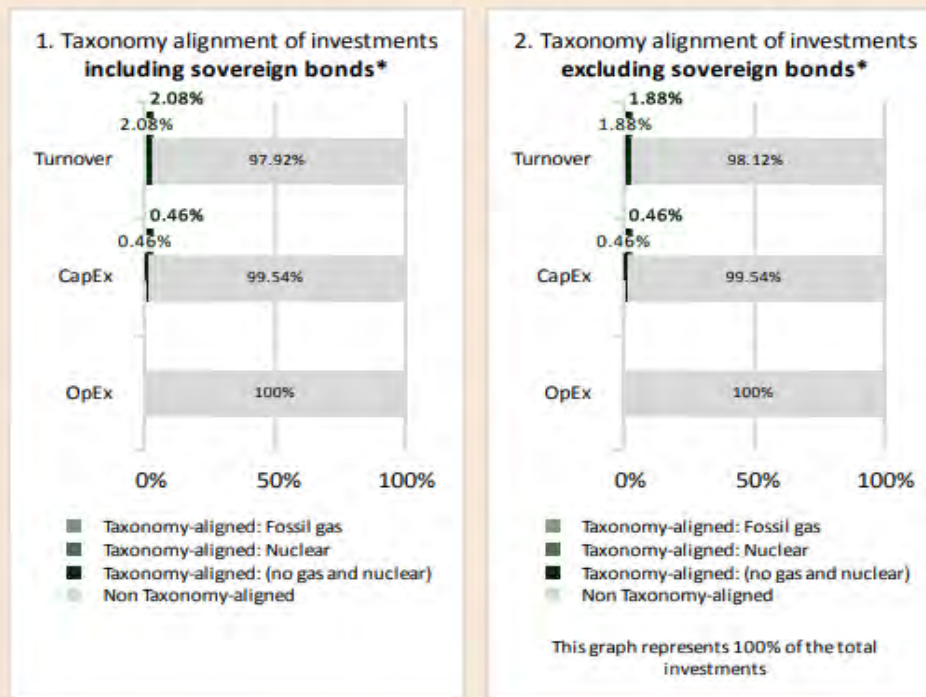 1. Taxonomy alignment of investments
including sovereign bonds*
2.08%
2.08%
Turnover
97.92%
0.46%
0.46%
CapEx
99.54%
OpEx
100%
0%
50%
100%
Taxonomy-aligned: Fossil gas
Taxonomy-aligned: Nuclear
Taxonomy-aligned: (no gas and nuclear)
Non Taxonomy-aligned
2. Taxonomy alignment of investments
excluding sovereign bonds*
1.88%
1.88%
Turnover
98.12%
0.46%
0.46%
CapEx
99.54%
OpEx
100%
0%
50%
100%
Taxonomy-aligned: Fossil gas
Taxonomy-aligned: Nuclear
Taxonomy-aligned: (no gas and nuclear)
Non Taxonomy-aligned
This graph represents 100% of the total
investments